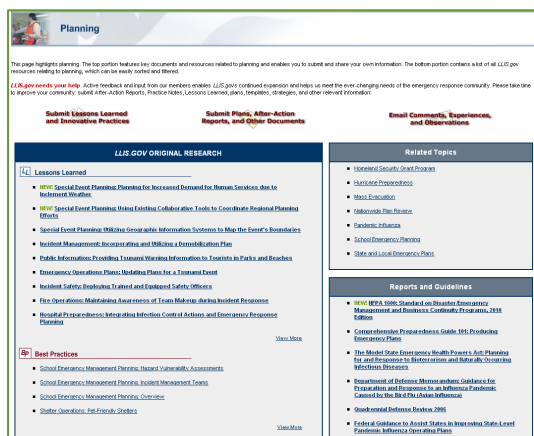 Planning
This page highlights planning. The top portion features key documents and resources related to planning and enables you to submit and share your own information. The bottom portion contains a list of all LLIS.gov
resources relating to planning, which can be easily sorted and filtered.
LLIS.gov needs your help. Active feedback and input from our members enables LLIS.gov's continued expansion and helps us meet the ever-changing needs of the emergency response community. Please take time
to improve your community: submit After-Action Reports, Practice Notes, Lessons Learned, plans, templates, strategies, and other relevant information:
Submit Lessons Learned
and Innovative Practices
Submit Plans, After-Action
Reports, and Other Documents
Email Comments, Experiences,
and Observations
LLIS.GOV ORIGINAL RESEARCH
LL Lessons Learned
NEW! Special Event Planning: Planning for Increased Demand for Human Services due to
Inclement Weather
NEW! Special Event Planning: Using Existing Collaborative Tools to Coordinate Regional Planning
Efforts
Special Event Planning: Utilizing Geographic Information Systems to Map the Event's Boundaries
Incident Management: Incorporating and Utilizing a Demobilization Plan
Public Information: Providing Tsunami Warning Information to Tourists in Parks and Beaches
Emergency Operations Plans: Updating Plans for a Tsunami Event
Incident Safety: Deploying Trained and Equipped Safety Officers
Fire Operations: Maintaining Awareness of Team Makeup during Incident Response
Hospital Preparedness: Integrating Infection Control Actions and Emergency Response
Planning
View More
Bp Best Practices
School Emergency Management Planning: Hazard Vulnerability Assessments
School Emergency Management Planning: Incident Management Teams
School Emergency Management Planning: Overview
Shelter Operations: Pet-Friendly Shelters
View More
Related Topics
Homeland Security Grant Program
Hurricane Preparedness
Mass Evacuation
Nationwide Plan Review
Pandemic Influenza
School Emergency Planning
State and Local Emergency Plans
Reports and Guidelines
NEW! NFPA 1600: Standard on Disaster/Emergency
Management and Business Continuity Programs, 2010
Edition
Comprehensive Preparedness Guide 101: Producing
Emergency Plans
The Model State Emergency Health Powers Act: Planning
for and Response to Bioterrorism and Naturally Occurring
Infectious Diseases
Department of Defense Memorandum: Guidance for
Preparation and Response to an Influenza Pandemic
Caused by the Bird Flu (Avian Influenza)
Quadrennial Defense Review 2006
Federal Guidance to Assist States in Improving State-Level
Pandemic Influenza Operating Plans